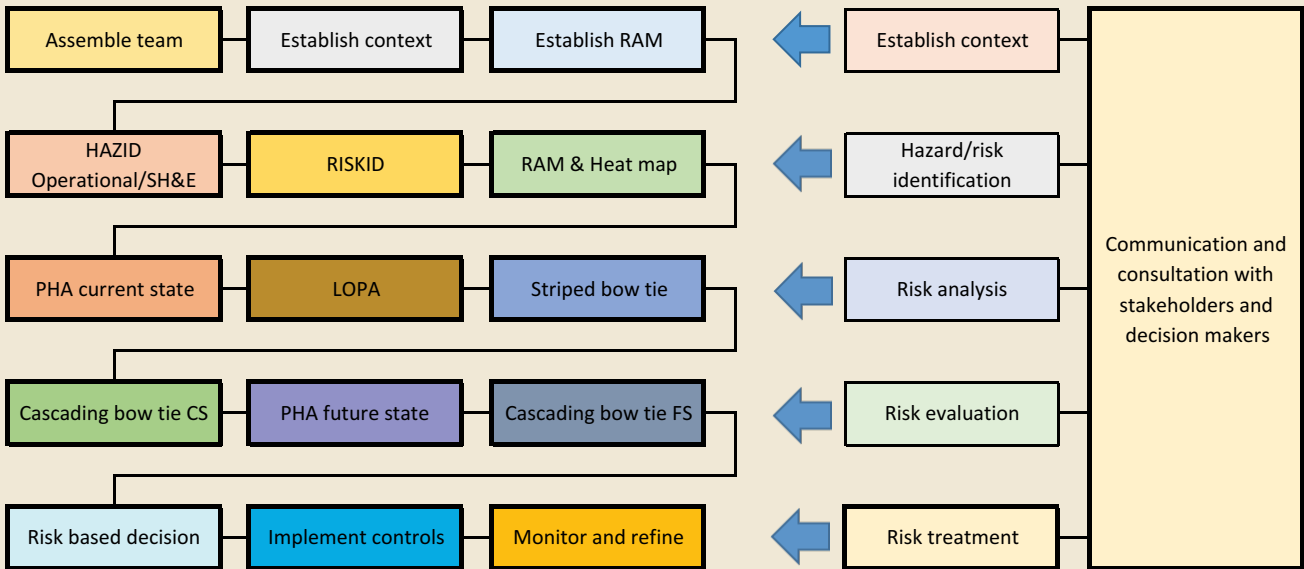 Assemble team
Establish context
Establish RAM
Establish context
HAZID
Operational/SH&E
RISKID
RAM & Heat map
Hazard/risk
identification
Communication and
consultation with
stakeholders and
decision makers
PHA current state
LOPA
Striped bow tie
Risk analysis
Cascading bow tie CS
PHA future state
Cascading bow tie FS
Risk evaluation
Risk based decision
Implement controls
Monitor and refine
Risk treatment